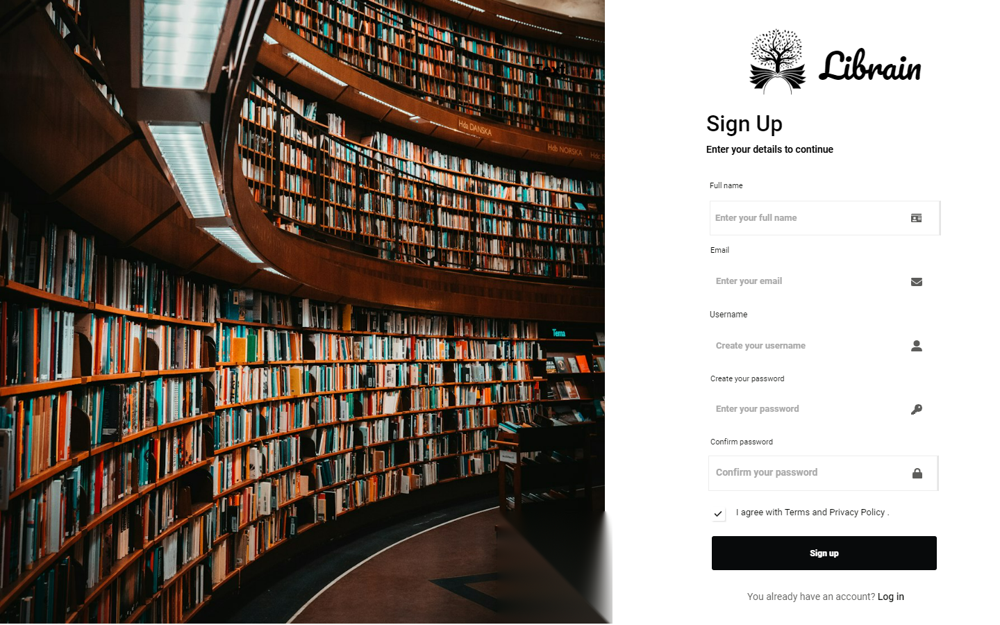 Text
Hda DANSKA
Hdb NORSKA
Tema
Librain
Sign Up
Enter your details to continue
Full name
Enter your full name
Email
Enter your email
Username
Create your username
Create your password
Enter your password
Confirm password
Confirm your password
I agree with Terms and Privacy Policy .
Sign up
You already have an account? Log in